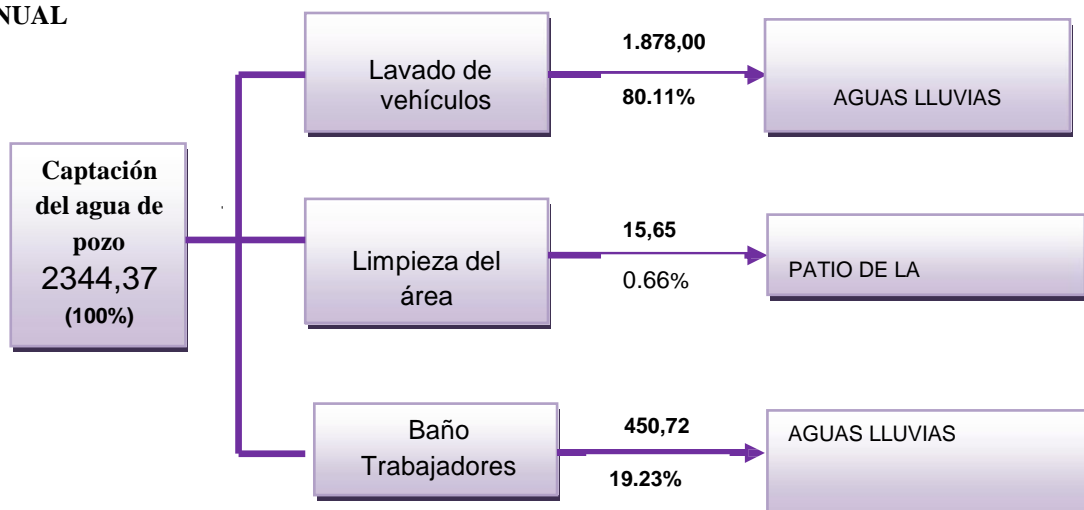 NUAL
Captación
del agua de
pozo
2344,37
(100%)
Lavado de
vehículos
1.878,00
80.11%
AGUAS LLUVIAS
Limpieza del
área
15,65
0.66%
PATIO DE LA
Baño
Trabajadores
450,72
19.23%
AGUAS LLUVIAS